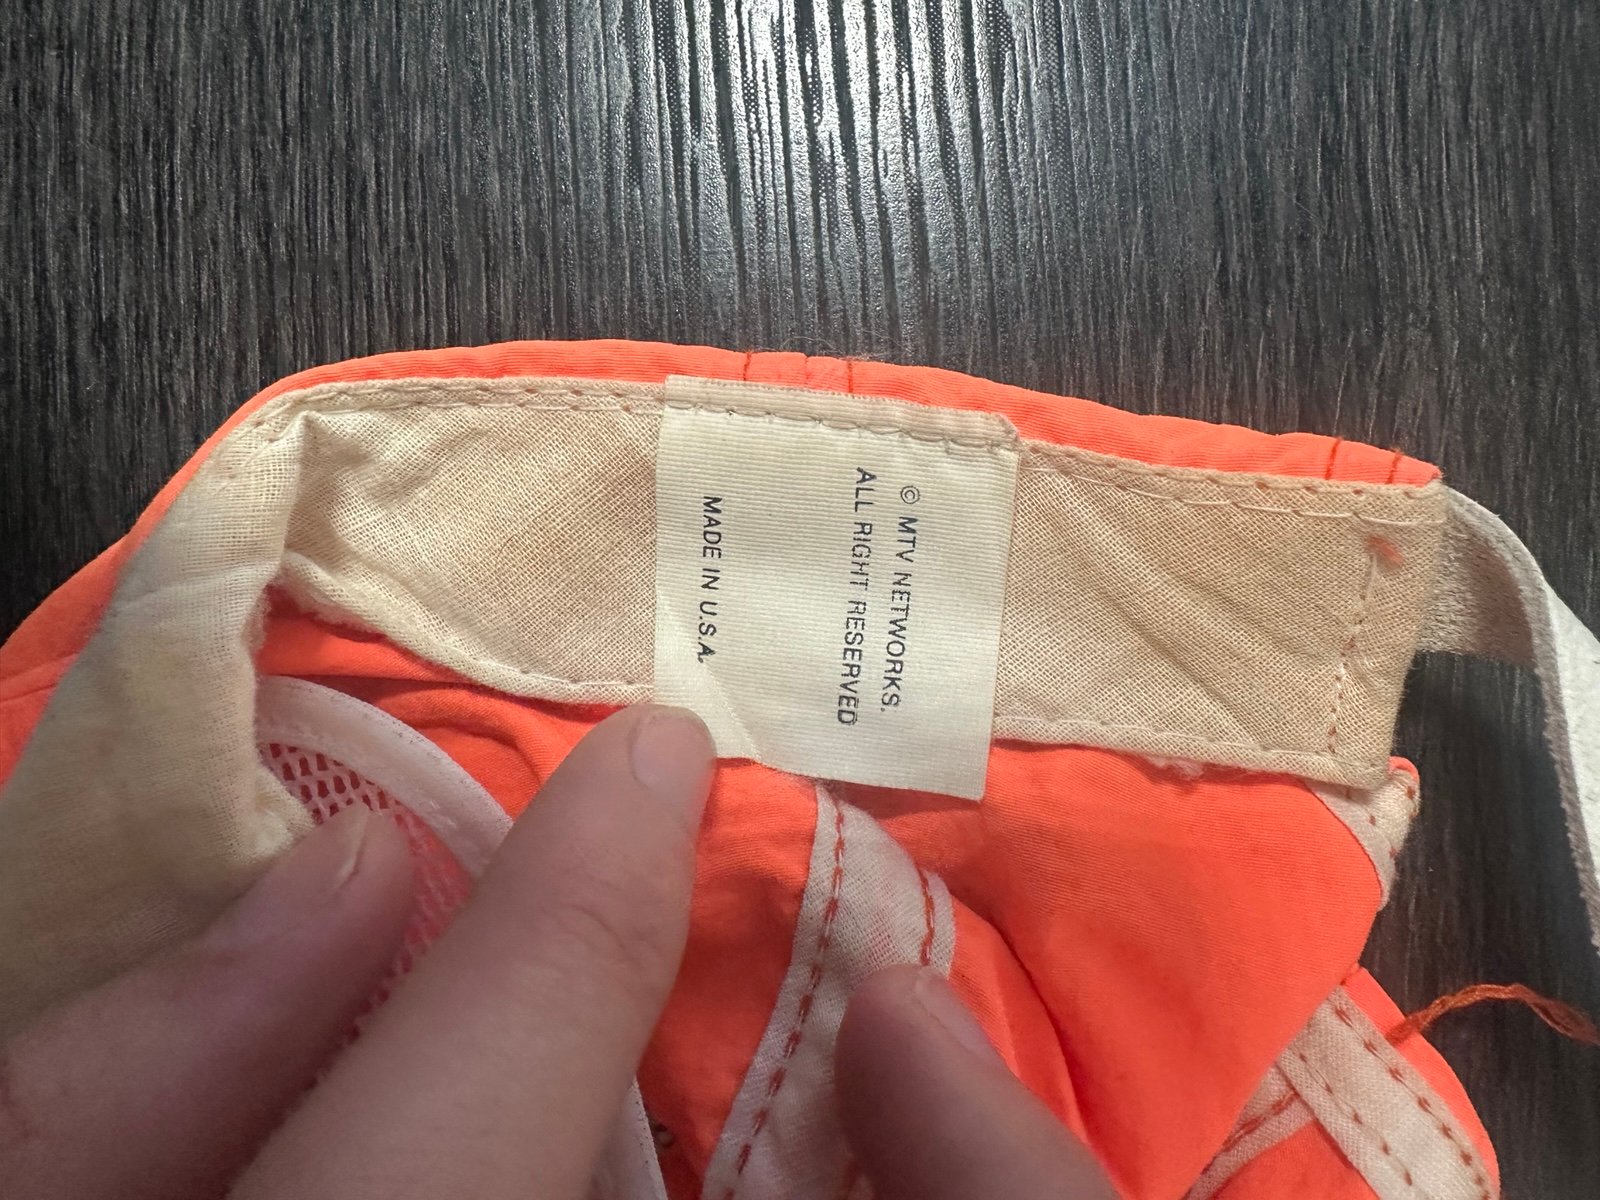 © MTV NETWORKS.
ALL RIGHT RESERVED
MADE IN U.S.A.